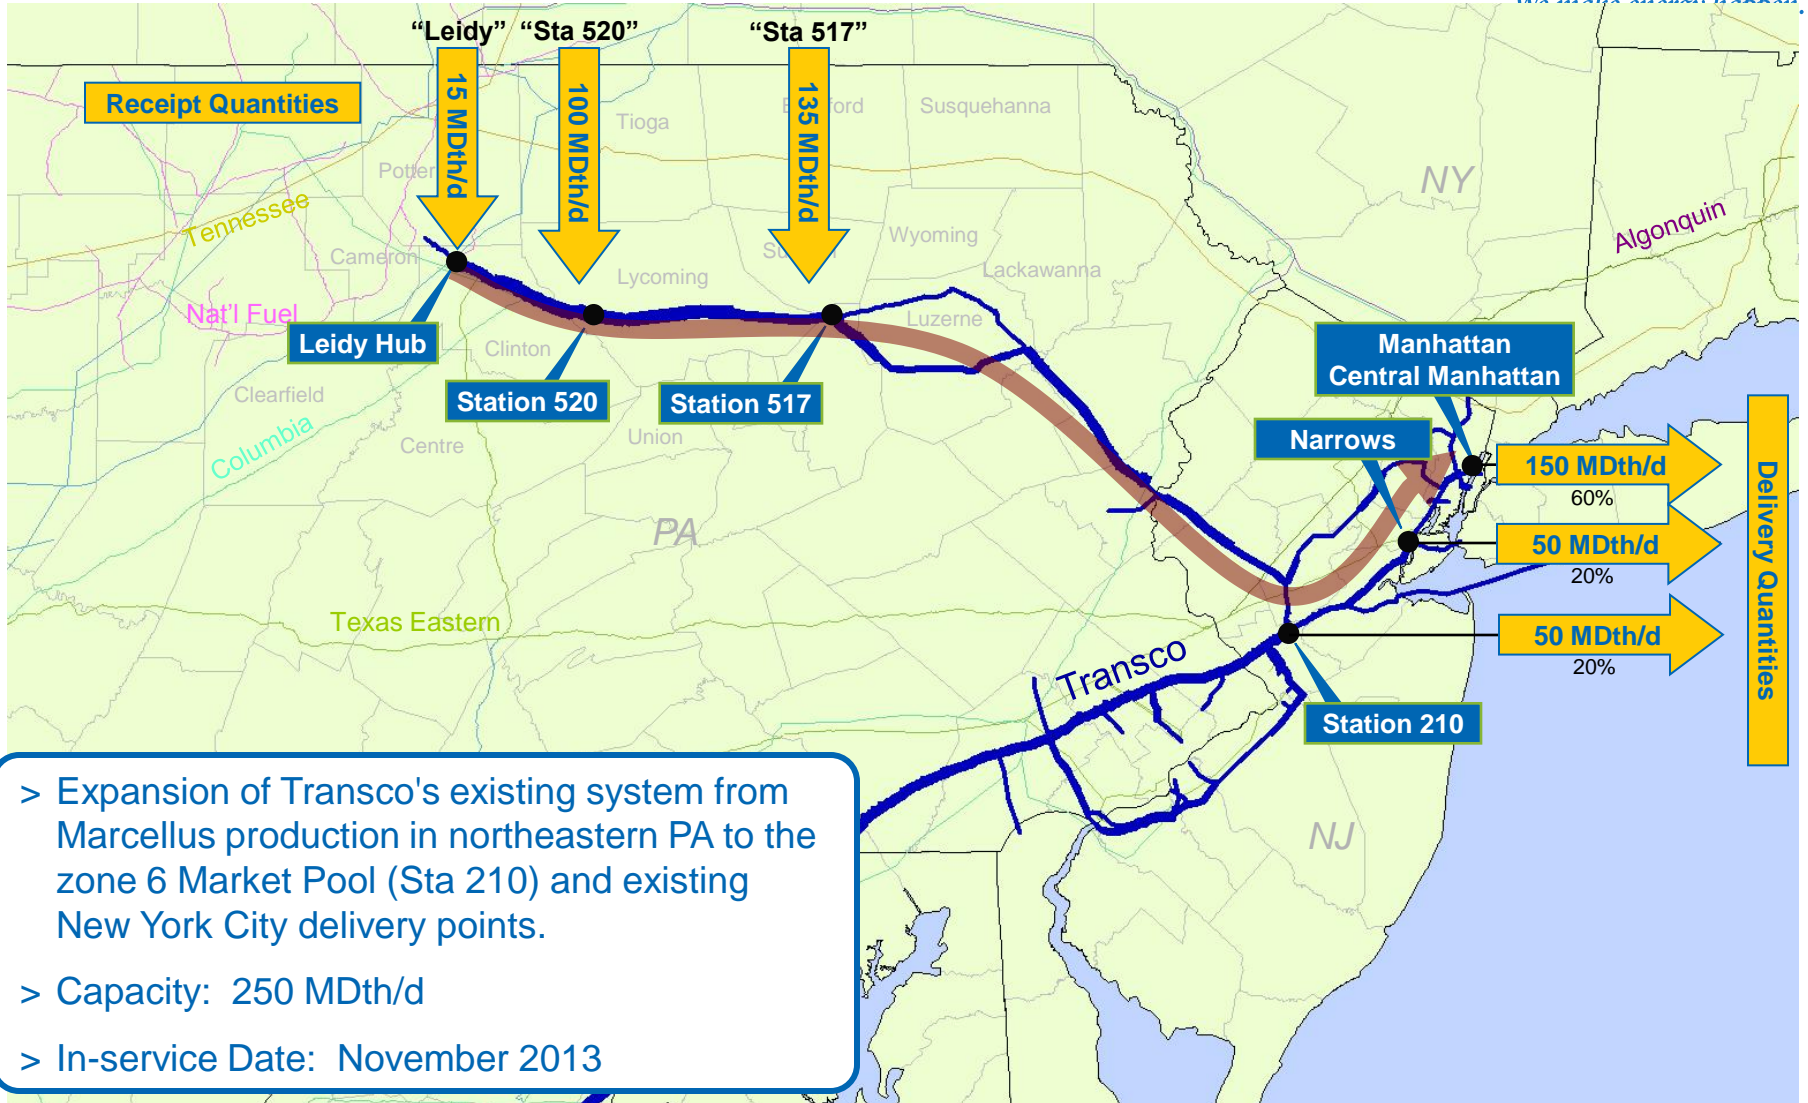 We make energy happen.
“Leidy” “Sta 520” “Sta 517”
Receipt Quantities
15 MDth/d
100 MDth/d
135 MDth/d
Tioga
Susquehanna
Potter
NY
Tennessee
Algonquin
Wyoming
Cameron
Lycoming
Lackawanna
Nat'l Fuel
Luzerne
Leidy Hub
Clinton
Manhattan
Central Manhattan
Clearfield
Station 520
Station 517
Columbia
Centre
Union
Narrows
150 MDth/d
60%
PA
50 MDth/d
20%
Delivery Quantities
Texas Eastern
50 MDth/d
20%
Transco
Station 210
NJ
> Expansion of Transco's existing system from
Marcellus production in northeastern PA to the
zone 6 Market Pool (Sta 210) and existing
New York City delivery points.
> Capacity: 250 MDth/d
> In-service Date: November 2013